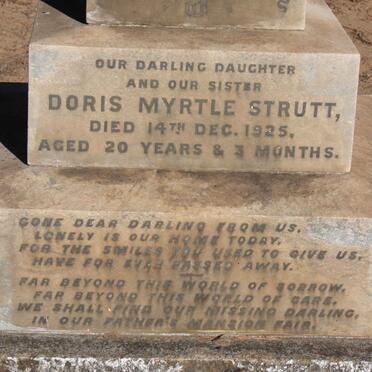 OUR DARLING DAUGHTER
AND OUR SISTER
DORIS MYRTLE STRUTT,
DIED 14TH DEC. 1925,
AGED 20 YEARS & 3 MONTHS.
GONE DEAR DARLING FROM US,
LONELY IS OUR HOME TODAY,
FOR THE SMILES YOU USED TO GIVE US,
HAVE FOR EVER PASSED AWAY.
FAR BEYOND THIS WORLD OF SORROW,
FAR BEYOND THIS WORLD OF CARE,
WE SHALL FIND OUR MISSING DARLING,
IN OUR FATHER'S MANSION FAIR.